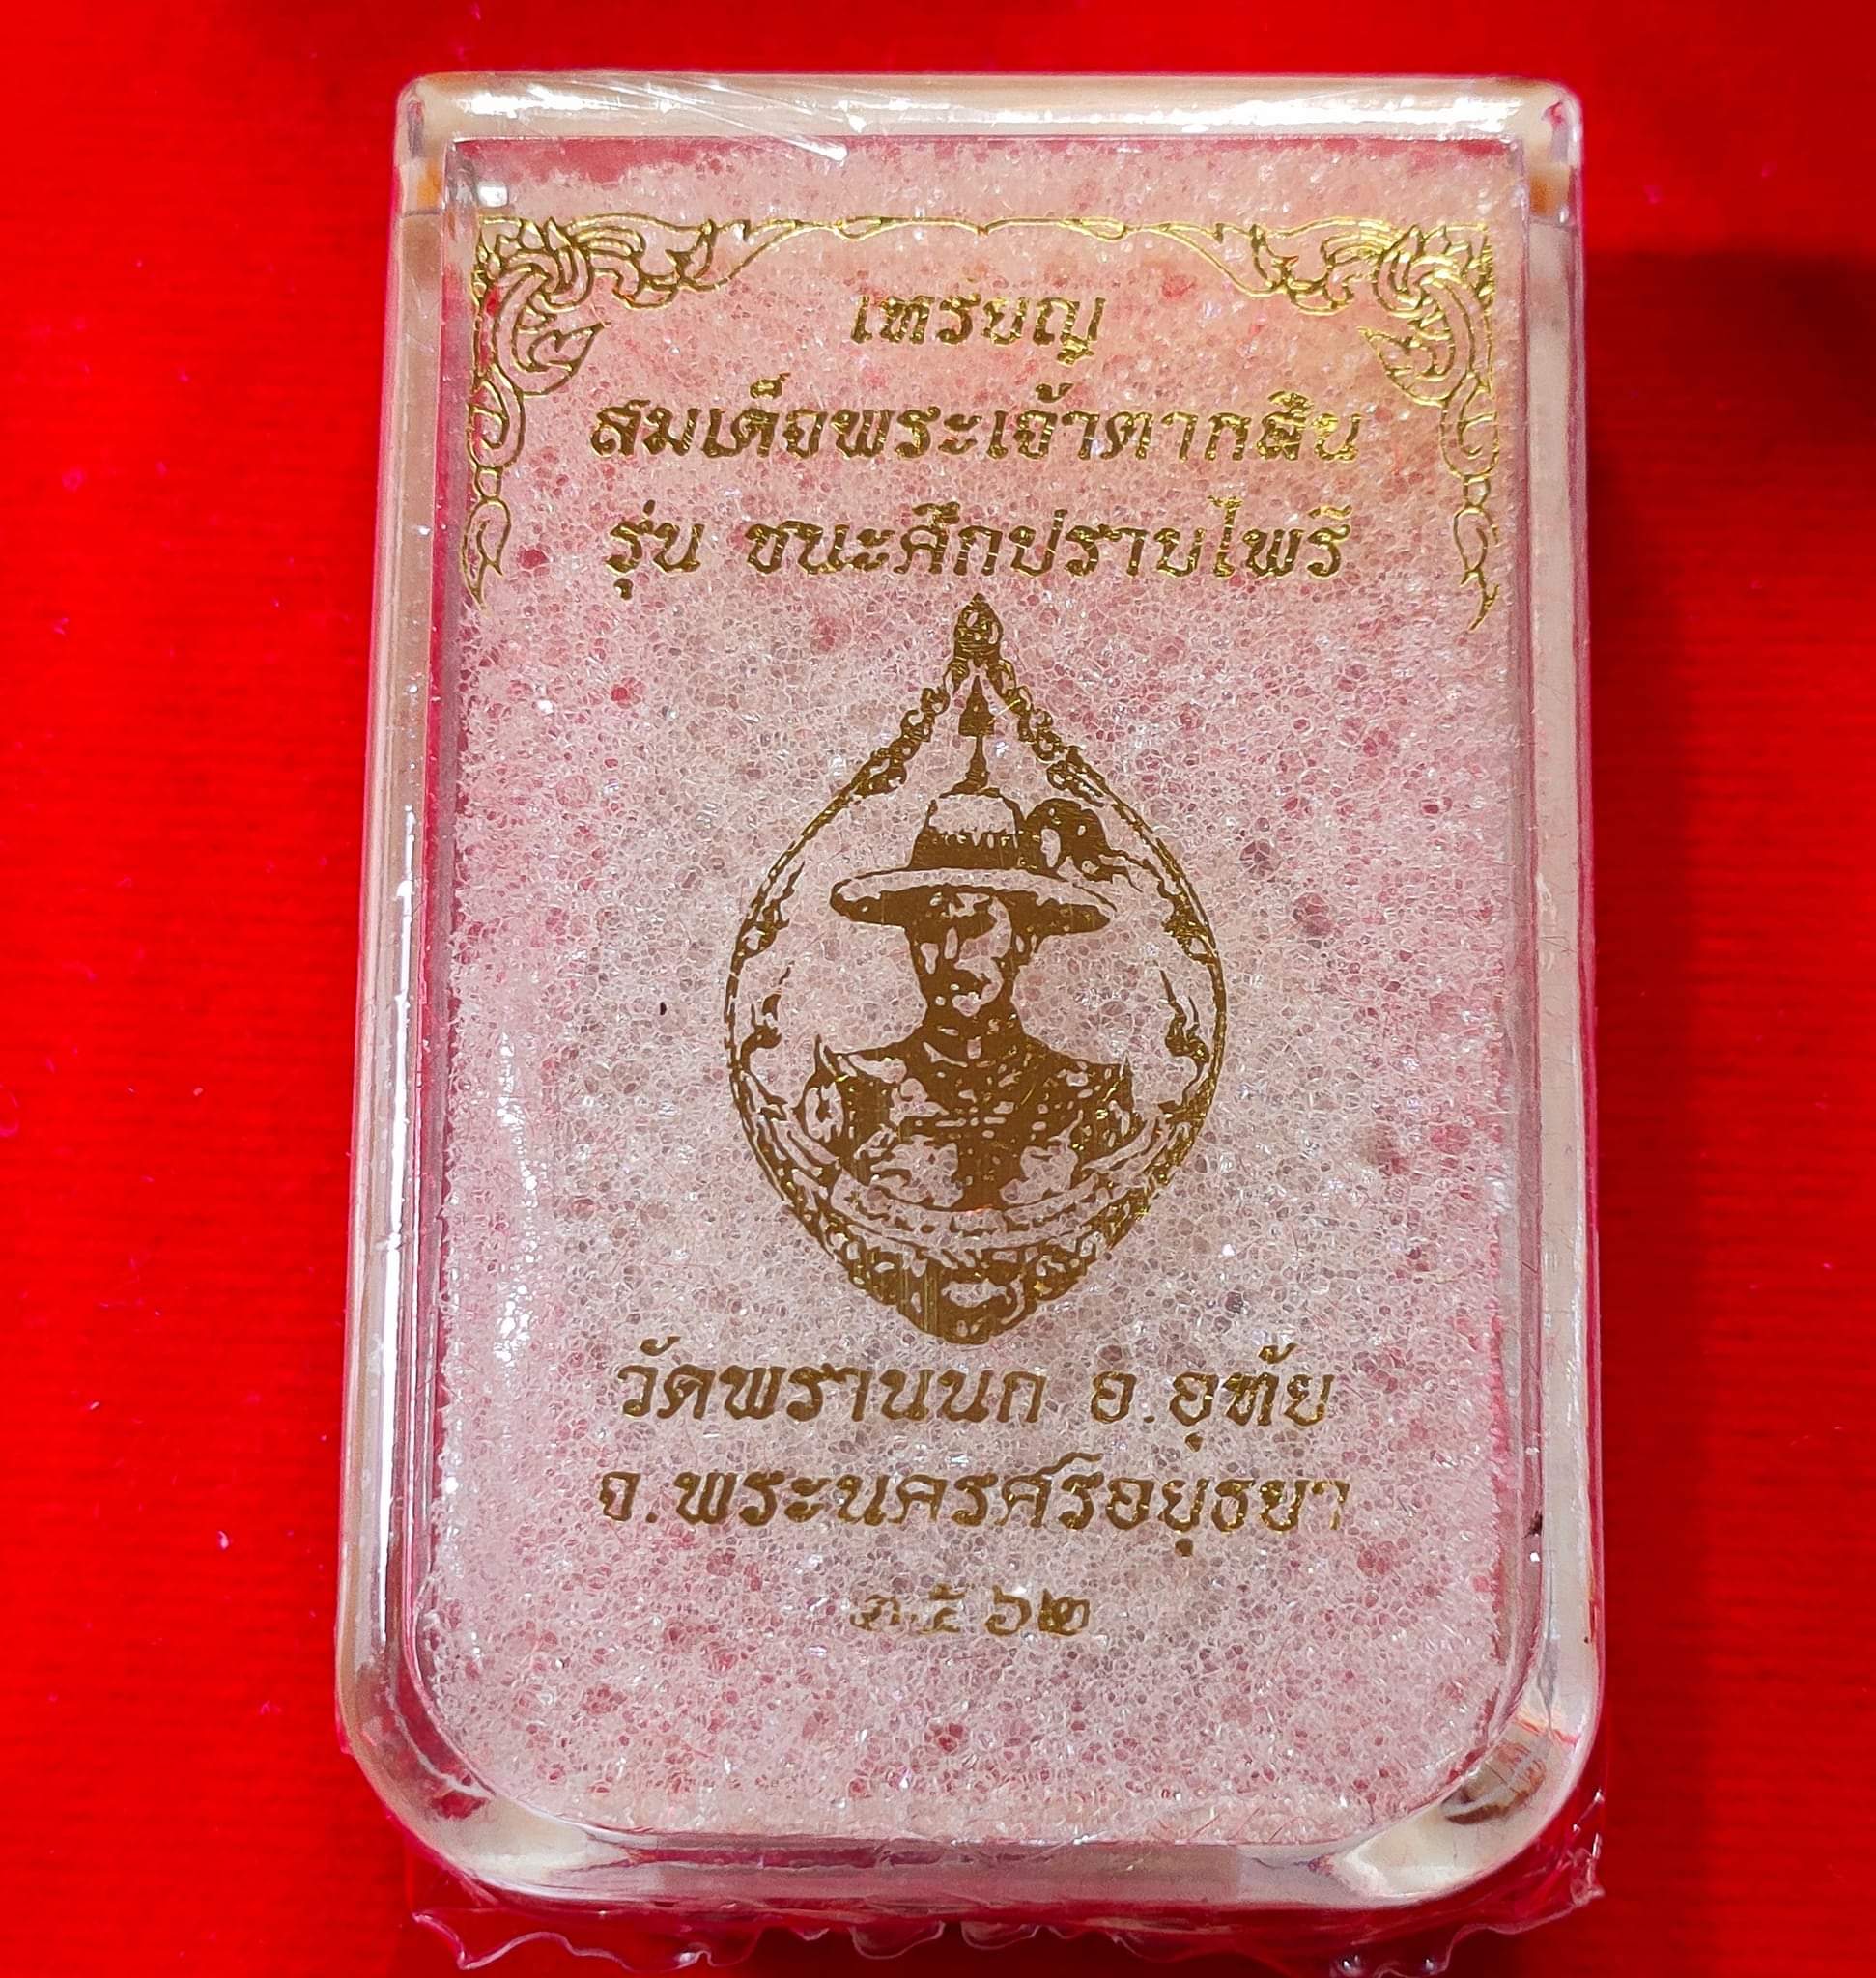 เหรียญ
สมเด็จพระเจ้าตากสิน
รุ่น ชนะศึกปราบไพรี
วัดพรานนก อ.อุทัย
จ.พระนครศรีอยุธยา
๒๕๖๒